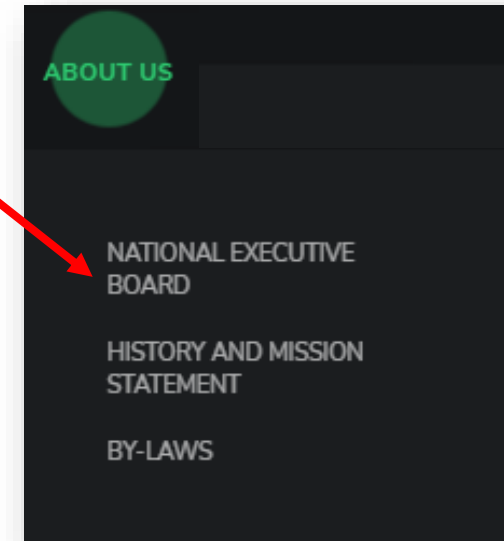 ABOUT US
NATIONAL EXECUTIVE
BOARD
HISTORY AND MISSION
STATEMENT
BY-LAWS